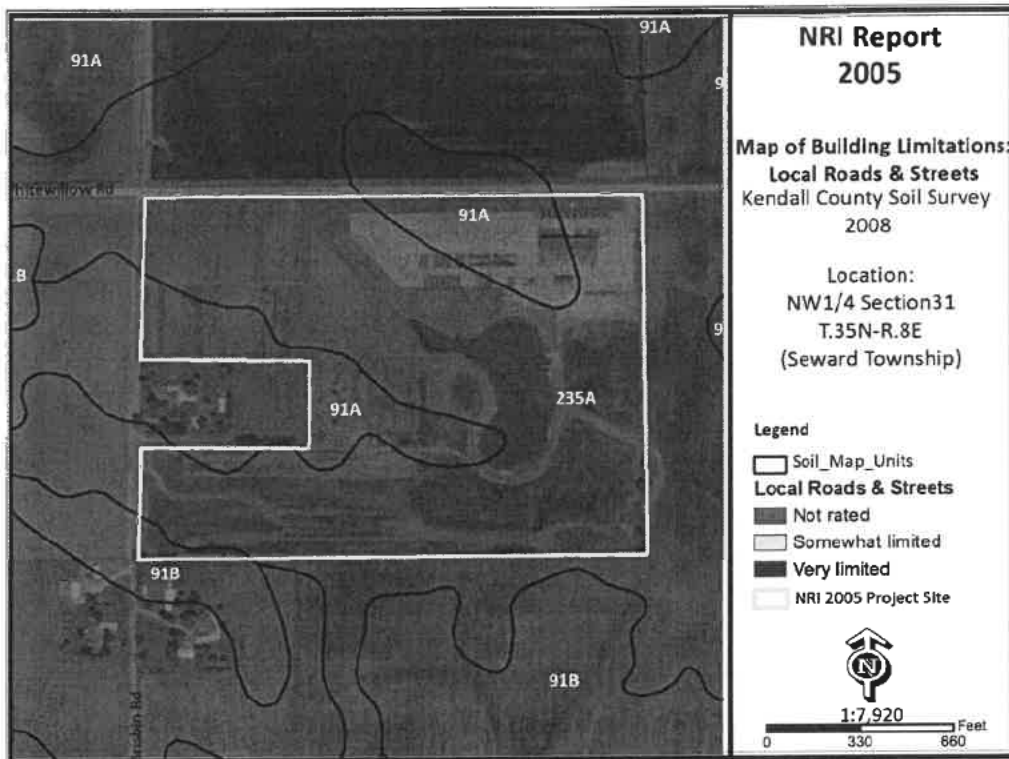 91A
91A
9
hitewillow Rd
91A
B
9
91A
235A
91B
91B
NRI Report
2005
Map of Building Limitations:
Local Roads & Streets
Kendall County Soil Survey
2008
Location:
NW1/4 Section31
T.35N-R.8E
(Seward Township)
Legend
Soil_Map_Units
Local Roads & Streets
Not rated
Somewhat limited
Very limited
NRI 2005 Project Site
N
1:7,920
Feet
0 330 660